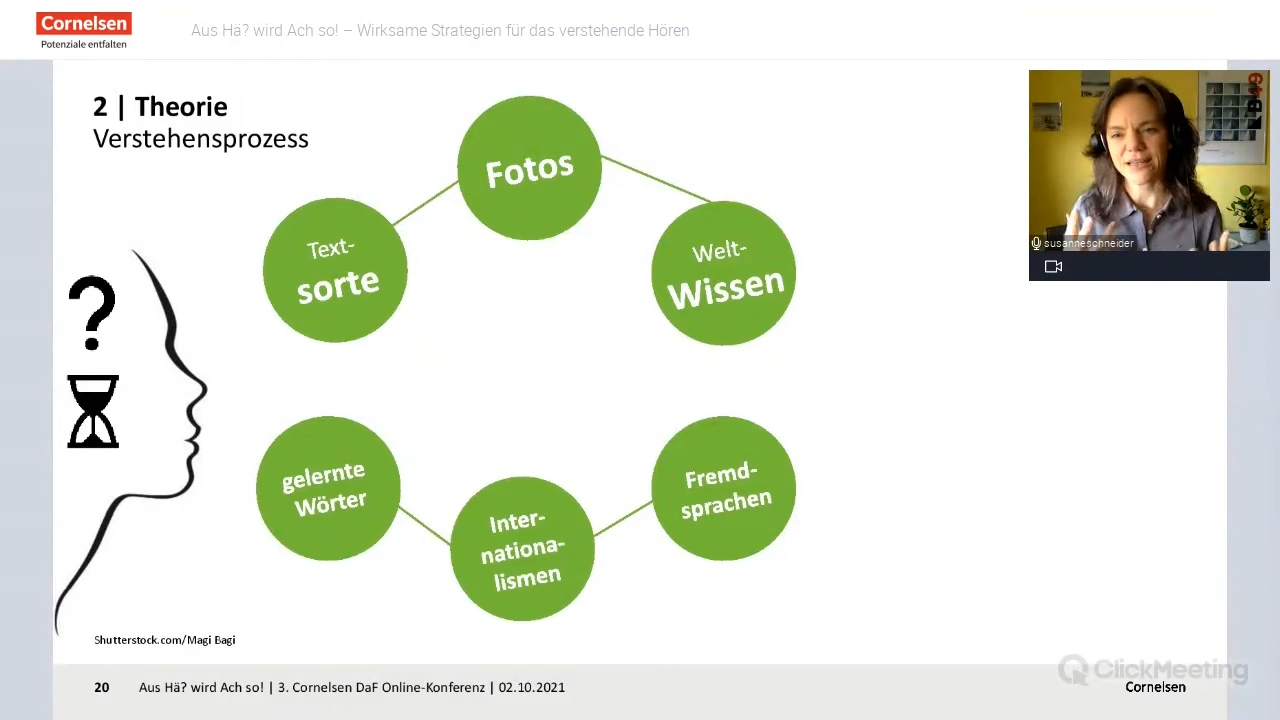 Cornelsen
Potenziale entfalten
Aus Hä? wird Ach so! – Wirksame Strategien für das verstehende Hören
2 | Theorie
Verstehensprozess
Fotos
Text-
sorte
Welt-
Wissen
susanneschneider
?
gelernte
Wörter
Inter-
nationa-
lismen
Fremd-
sprachen
Shutterstock.com/Magi Bagi
20 Aus Hä? wird Ach so! | 3. Cornelsen DaF Online-Konferenz | 02.10.2021
ClickMeeting
Cornelsen